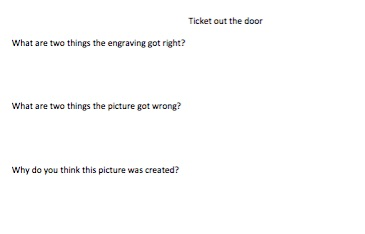 Ticket out the door
What are two things the engraving got right?
What are two things the picture got wrong?
Why do you think this picture was created?